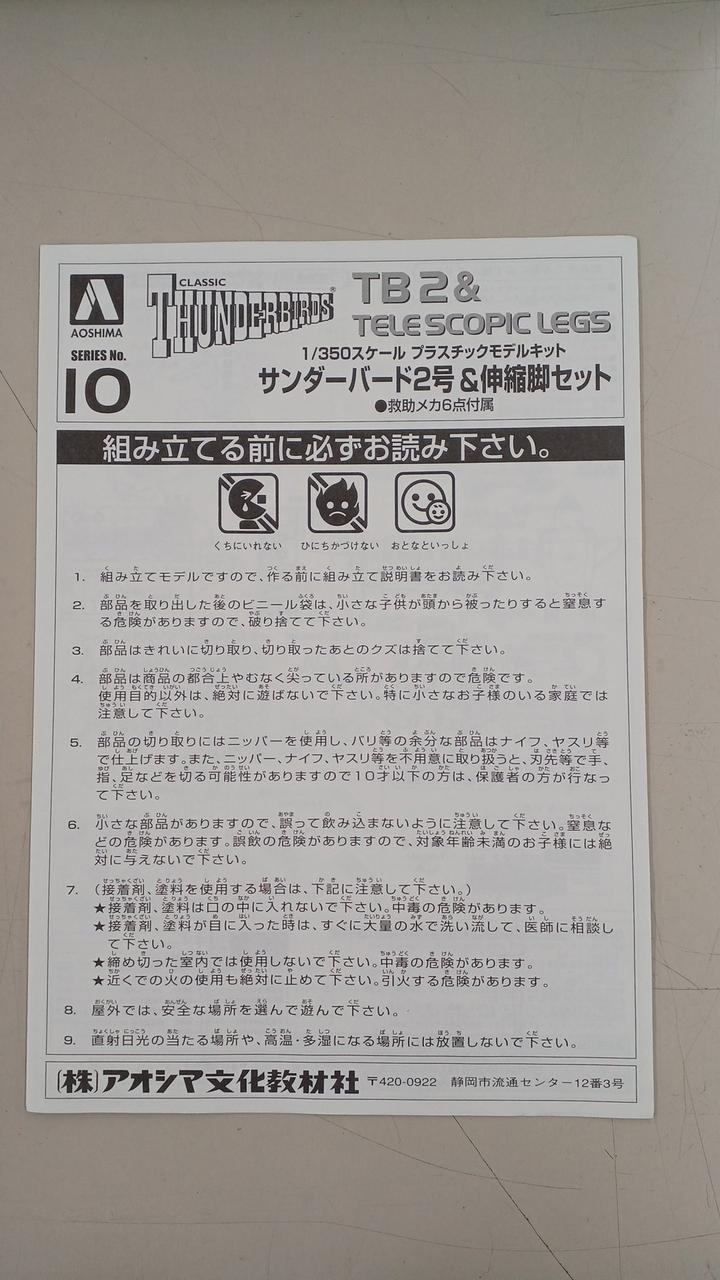 AOSHIMA
SERIES No.
10
CLASSIC
THUNDERBIRDS®
TB 2 &
TELESCOPIC LEGS
1/350スケール プラスチックモデルキット
サンダーバード2号&伸縮脚セット
●救助メカ6点付属
組み立てる前に必ずお読み下さい。
くちにいれない ひにちかづけない おとなといっしょ
1. 組み立てモデルですので、作る前に組み立て説明書をお読み下さい。
2. 部品を取り出した後のビニール袋は、小さな子供が頭から被ったりすると窒息す
る危険がありますので、破り捨てて下さい。
3. 部品はきれいに切り取り、切り取ったあとのクズは捨てて下さい。
4. 部品は商品の都合上やむなく尖っている所がありますので危険です。
使用目的以外は、絶対に遊ばないで下さい。特に小さいなお子様のいる家庭では
注意して下さい。
5. 部品の切り取りにはニッパーを使用し、バリ等の余分な部品はナイフ、ヤスリ等
で仕上げます。また、ニッパー、ナイフ、ヤスリ等を不用意に取り扱うと、刃先等で手、
指、足などを切る可能性がありますので10才以下の方は、保護者の方が行なっ
て下さい。
6. 小さな部品がありますので、誤って飲み込まないように注意して下さい。窒息な
どの危険があります。誤飲の危険がありますので、対象年齢未満のお子様には絶
対に与えないで下さい。
7. (接着剤、塗料を使用する場合は、下記に注意して下さい。)
★接着剤、塗料は口の中に入れないで下さい。中毒の危険があります。
★接着剤、塗料が目に入った時は、すぐに大量の水で洗い流して、医師に相談し
て下さい。
★締め切った室内では使用しないで下さい。中毒の危険があります。
★近くでの火の使用も絶対に止めて下さい。引火する危険があります。
8. 屋外では、安全な場所を選んで遊んで下さい。
9. 直射日光の当たる場所や、高温・多湿になる場所には放置しないで下さい。
(株)アオシマ文化教材社 〒420-0922 静岡市流通センター12番3号